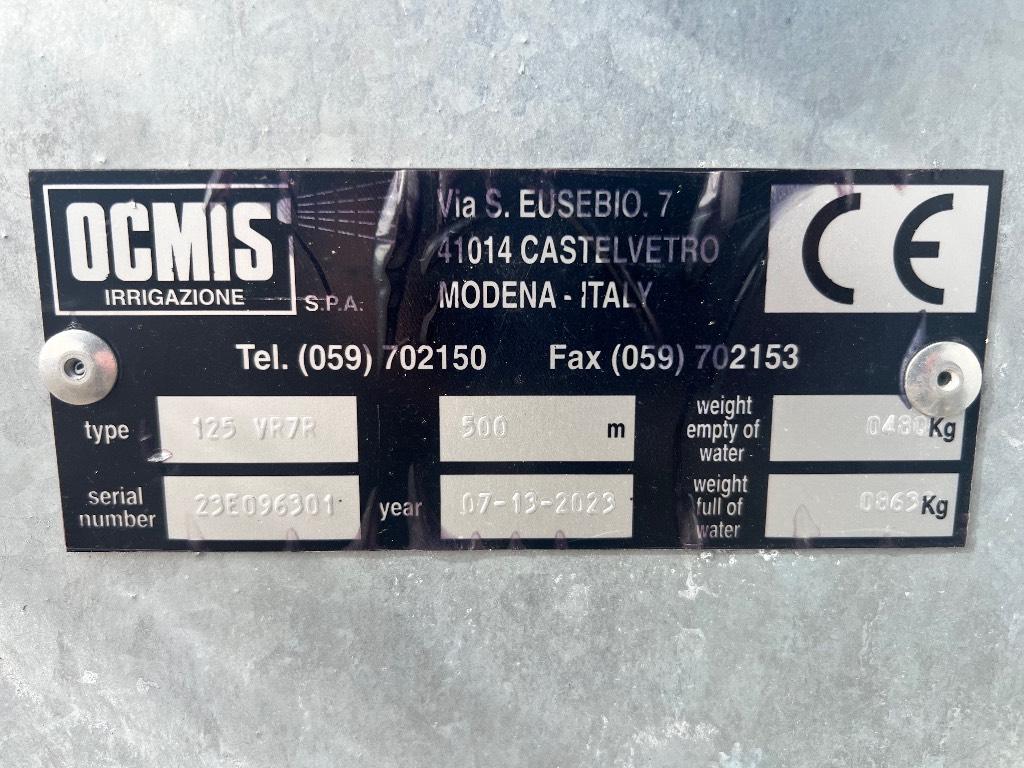 OCMIS
IRRIGAZIONE
S.P.A.
Via S. EUSEBIO. 7
41014 CASTELVETRO
MODENA - ITALY
CE
Tel. (059) 702150 Fax (059) 702153
type 125 VR7R 500 m weight empty of water 0480 Kg
serial number 23E096301 year 07-13-2023 weight full of water 0863 Kg